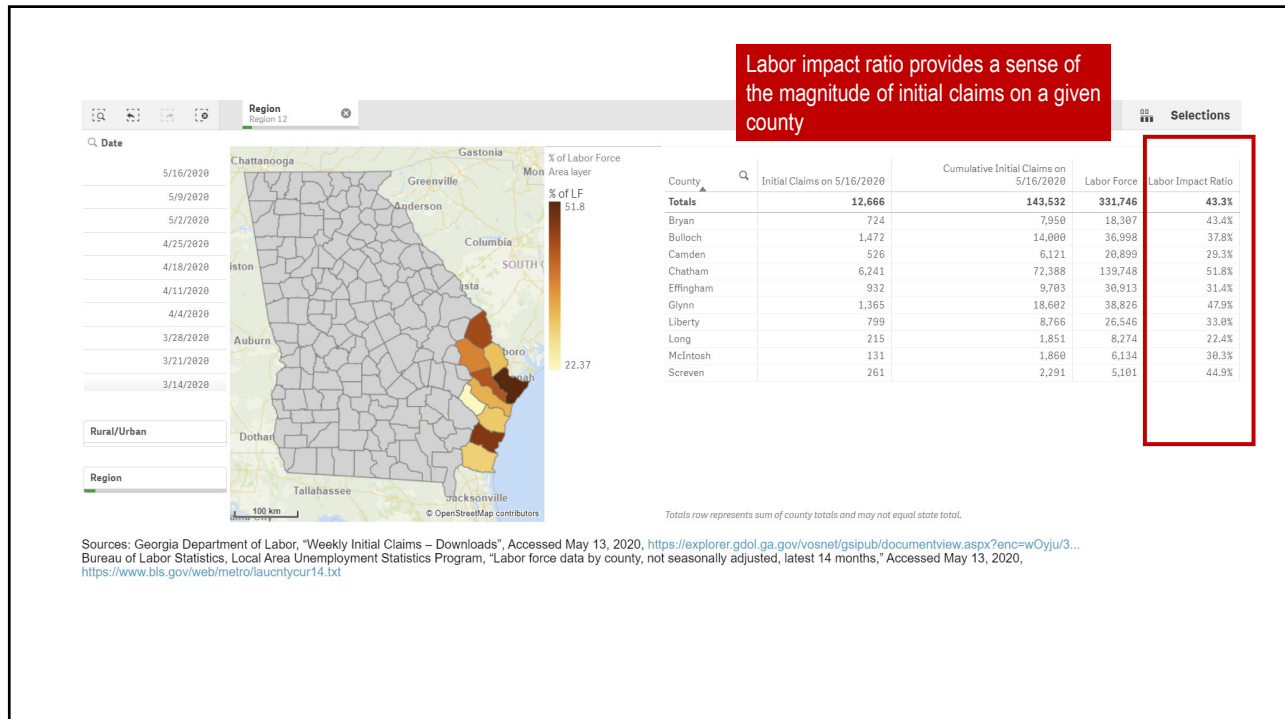 Labor impact ratio provides a sense of
the magnitude of initial claims on a given
county
Region
Region 12
Selections
Date
5/16/2020
5/9/2020
5/2/2020
4/25/2020
4/18/2020
4/11/2020
4/4/2020
3/28/2020
3/21/2020
3/14/2020
Rural/Urban
Region
Chattanooga
Gastonia
Mon
Greenville
Anderson
Columbia
SOUTH
iston
sta
Auburn
boro
nah
Dothan
Tallahassee
Jacksonville
100 km
© OpenStreetMap contributors
% of Labor Force
Area layer
% of LF
51.8
22.37
County Initial Claims on 5/16/2020 Cumulative Initial Claims on 5/16/2020 Labor Force Labor Impact Ratio
Totals 12,666 143,532 331,746 43.3%
Bryan 724 7,950 18,307 43.4%
Bulloch 1,472 14,000 36,998 37.8%
Camden 526 6,121 20,899 29.3%
Chatham 6,241 72,388 139,748 51.8%
Effingham 932 9,703 30,913 31.4%
Glynn 1,365 18,602 38,826 47.9%
Liberty 799 8,766 26,546 33.0%
Long 215 1,851 8,274 22.4%
McIntosh 131 1,860 6,134 30.3%
Screven 261 2,291 5,101 44.9%
Totals row represents sum of county totals and may not equal state total.
Sources: Georgia Department of Labor, “Weekly Initial Claims – Downloads”, Accessed May 13, 2020, https://explorer.gdol.ga.gov/vosnet/gsipub/documentview.aspx?enc=wOyju/3...
Bureau of Labor Statistics, Local Area Unemployment Statistics Program, “Labor force data by county, not seasonally adjusted, latest 14 months,” Accessed May 13, 2020,
https://www.bls.gov/web/metro/laucntycur14.txt